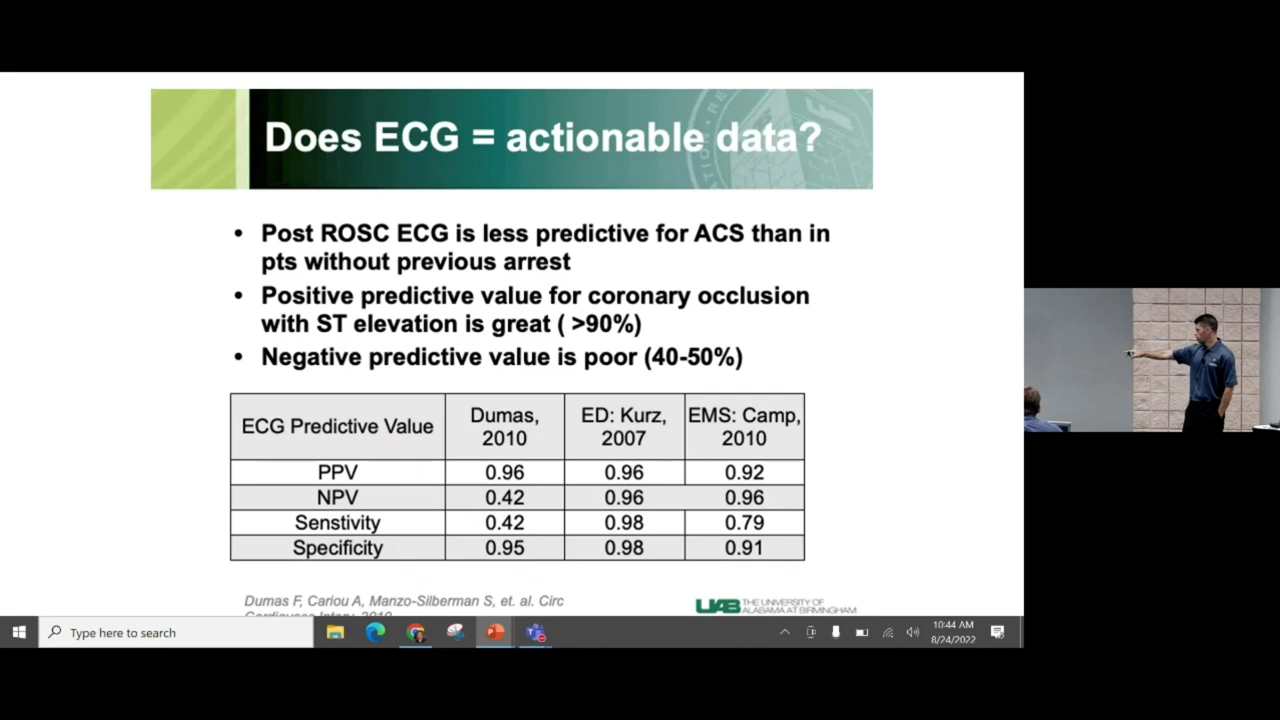 Does ECG = actionable data?
• Post ROSC ECG is less predictive for ACS than in
pts without previous arrest
• Positive predictive value for coronary occlusion
with ST elevation is great ( >90%)
• Negative predictive value is poor (40-50%)
ECG Predictive Value Dumas, 2010 ED: Kurz, 2007 EMS: Camp, 2010
PPV 0.96 0.96 0.92
NPV 0.42 0.96 0.96
Senstivity 0.42 0.98 0.79
Specificity 0.95 0.98 0.91
Dumas F, Cariou A, Manzo-Silberman S, et. al. Circ
UAB THE UNIVERSITY OF
ALABAMA AT BIRMINGHAM
Type here to search
10:44 AM
8/24/2022